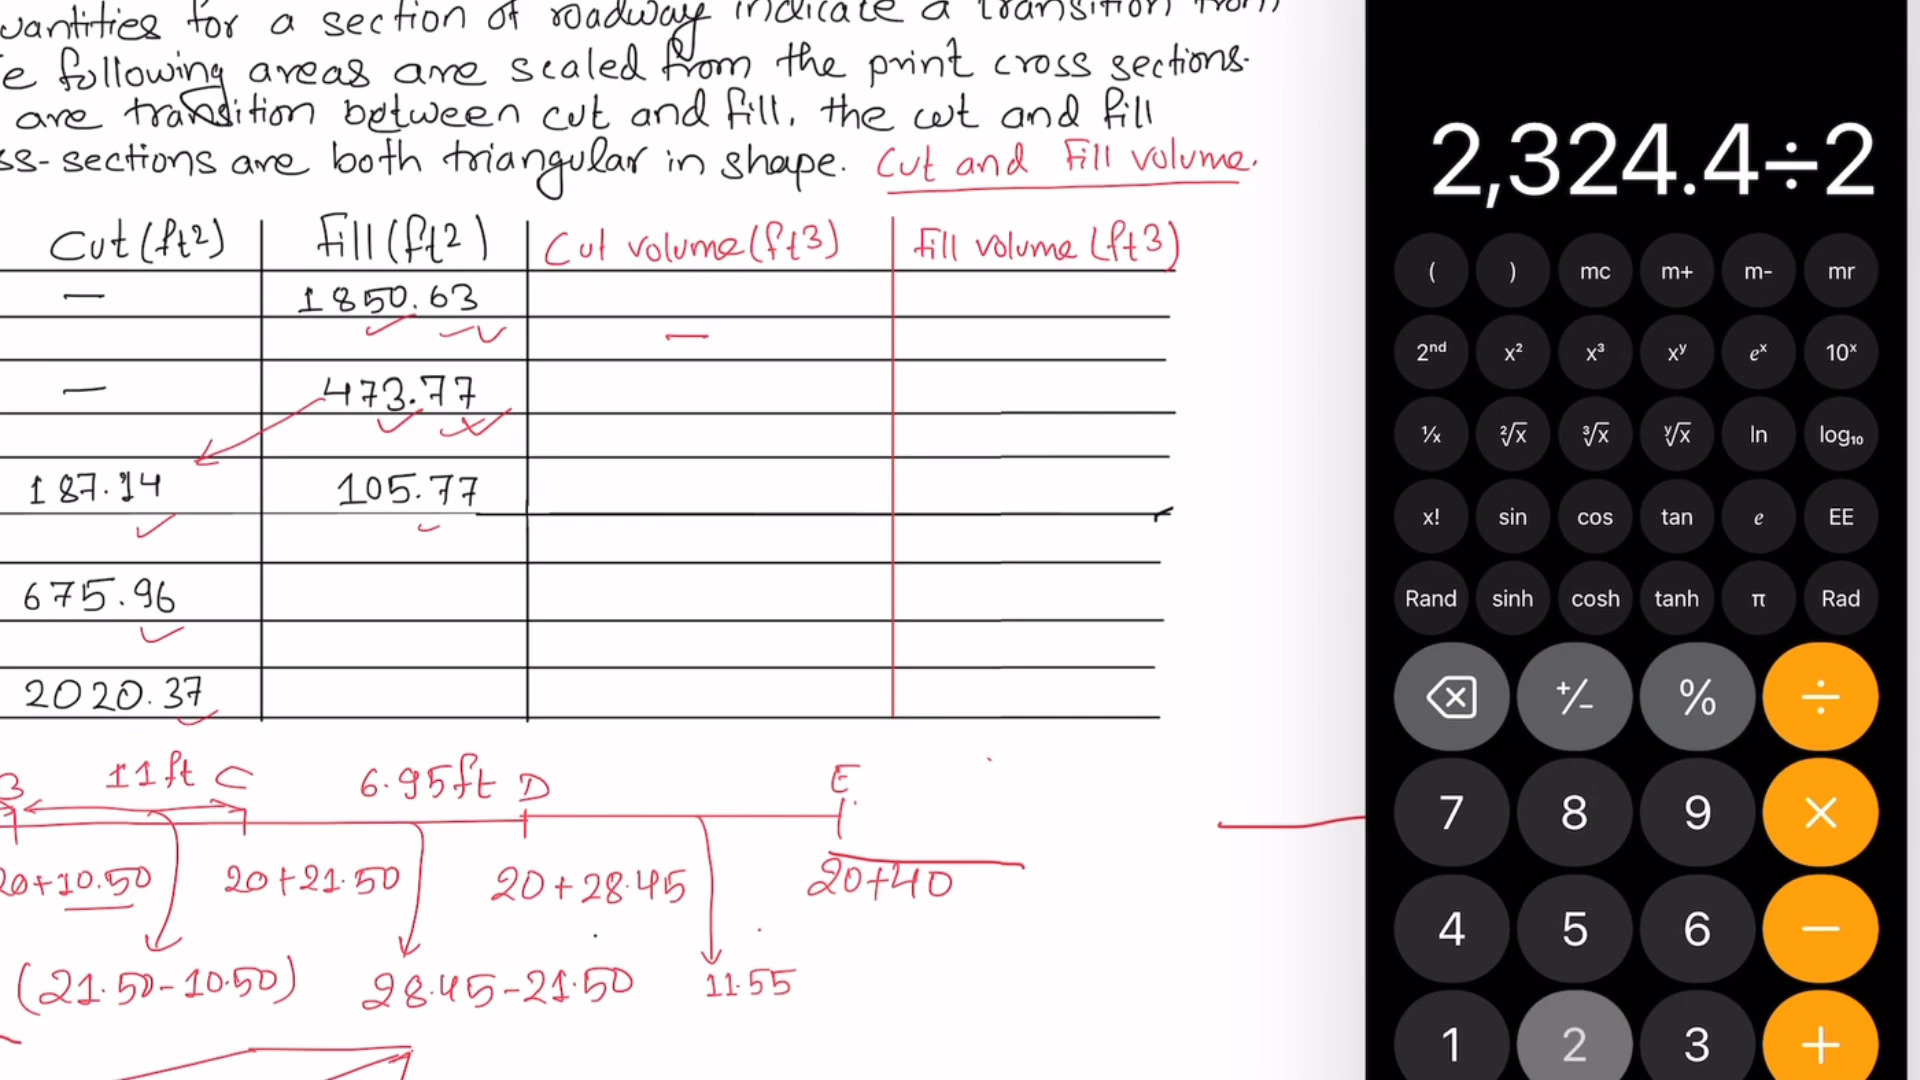 for a section of roadway indicate a transition from
e following areas are scaled from the print cross sections.
are transition between cut and fill, the cut and fill
ss-sections are both triangular in shape. Cut and Fill volume.
Cut (ft2) Fill (ft2) Cut volume (ft3) Fill volume (ft3)
— 1850.63
—
— 473.77
187.14 105.77
675.96
2020.37
B 11ft C 6.95ft D E
20+10.50 20+21.50 20+28.45 20+40
(21.50-10.50) 28.45-21.50 11.55
2,324.4÷2
( ) mc m+ m- mr
2nd x² x³ xʸ eˣ 10ˣ
¹⁄x ²√x ³√x ʸ√x ln log₁₀
x! sin cos tan e EE
Rand sinh cosh tanh π Rad
+/- % ÷
7 8 9 ×
4 5 6 −
1 2 3 +